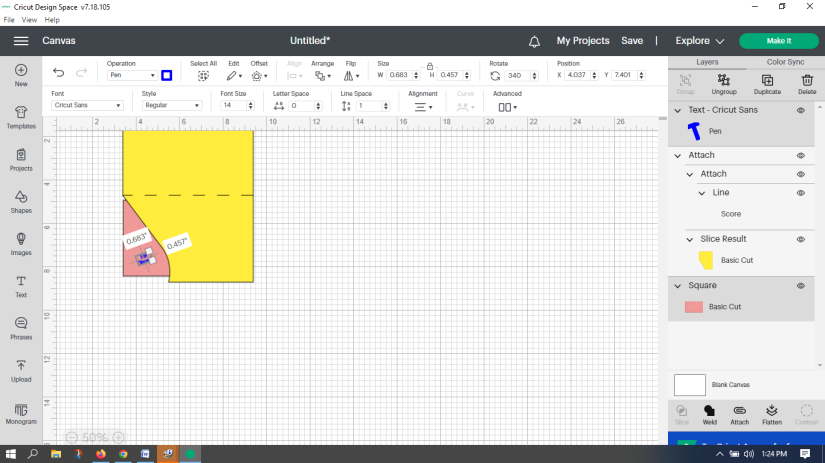 Cricut Design Space v7.18.105
File View Help
Canvas
Untitled*
My Projects Save | Explore
Make It
Operation
Pen
Select All Edit Offset Align Arrange Flip
Size
W 0.683 H 0.457
Rotate
340
Position
X 4.037 Y 7.401
Font
Cricut Sans
Style
Regular
Font Size
14
Letter Space
0
Line Space
1
Alignment Curve Advanced
Layers Color Sync
Group Ungroup Duplicate Delete
New
Templates
Projects
Shapes
Images
Text
Phrases
Upload
Monogram
2 4 6 8 10 12 14 16 18 20 22 24 26
2
4
6
8
10
12
14
0.683"
0.457"
50%
Text - Cricut Sans
Pen
Attach
Attach
Line
Score
Slice Result
Basic Cut
Square
Basic Cut
Blank Canvas
Slice Weld Attach Flatten Contour
1:24 PM